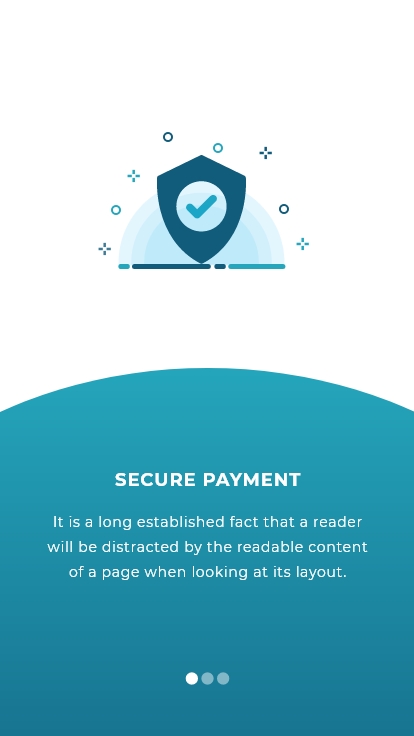 SECURE PAYMENT
It is a long established fact that a reader
will be distracted by the readable content
of a page when looking at its layout.